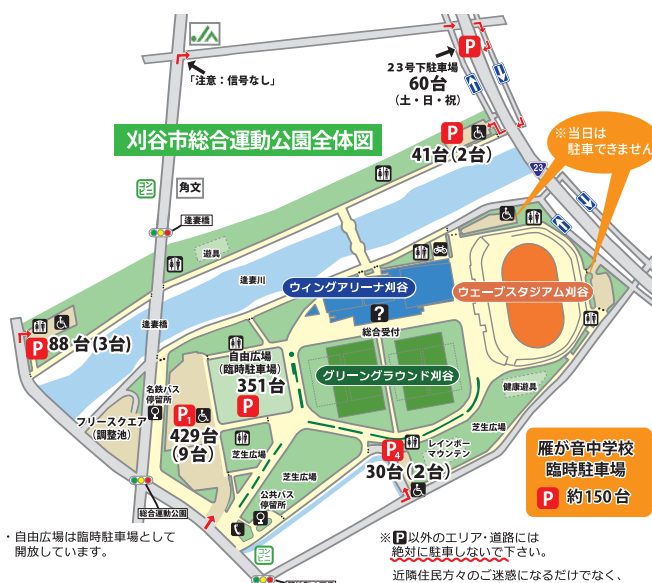 「注意：信号なし」
P
23号下駐車場
60台
(土・日・祝)
刈谷市総合運動公園全体図
P
41台(2台)
※当日は
駐車できません
23
コンビニ
角文
逢妻橋
遊具
逢妻川
ウィングアリーナ刈谷
ウェーブスタジアム刈谷
?
総合受付
逢妻橋
P 88台(3台)
自由広場
(臨時駐車場)
351台
P
グリーングラウンド刈谷
健康遊具
名鉄バス
停留所
フリースクエア
(調整池)
P1
429台
(9台)
芝生広場
芝生広場
芝生広場
P4
30台(2台)
レインボー
マウンテン
公共バス
停留所
総合運動公園
コンビニ
雁が音中学校
臨時駐車場
P 約150台
・自由広場は臨時駐車場として
開放しています。
※P以外のエリア・道路には
絶対に駐車しないで下さい。
近隣住民方々のご迷惑になるだけでなく、